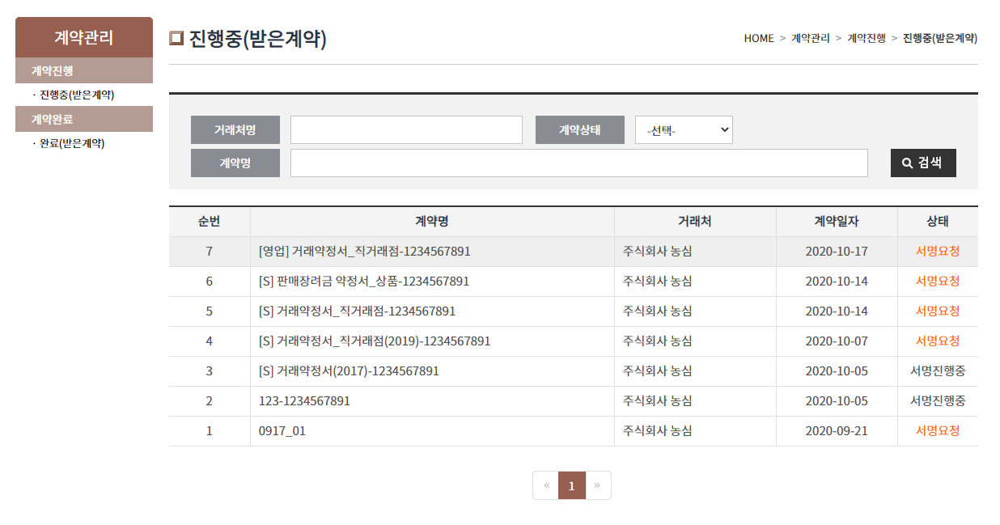 계약관리
계약진행
· 진행중(받은계약)
계약완료
· 완료(받은계약)
진행중(받은계약)
HOME > 계약관리 > 계약진행 > 진행중(받은계약)
거래처명 계약상태 -선택-
계약명 검색
순번 계약명 거래처 계약일자 상태
7 [영업] 거래약정서_직거래점-1234567891 주식회사 농심 2020-10-17 서명요청
6 [S] 판매장려금 약정서_상품-1234567891 주식회사 농심 2020-10-14 서명요청
5 [S] 거래약정서_직거래점-1234567891 주식회사 농심 2020-10-14 서명요청
4 [S] 거래약정서_직거래점(2019)-1234567891 주식회사 농심 2020-10-07 서명요청
3 [S] 거래약정서(2017)-1234567891 주식회사 농심 2020-10-05 서명진행중
2 123-1234567891 주식회사 농심 2020-10-05 서명진행중
1 0917_01 주식회사 농심 2020-09-21 서명요청
« 1 »